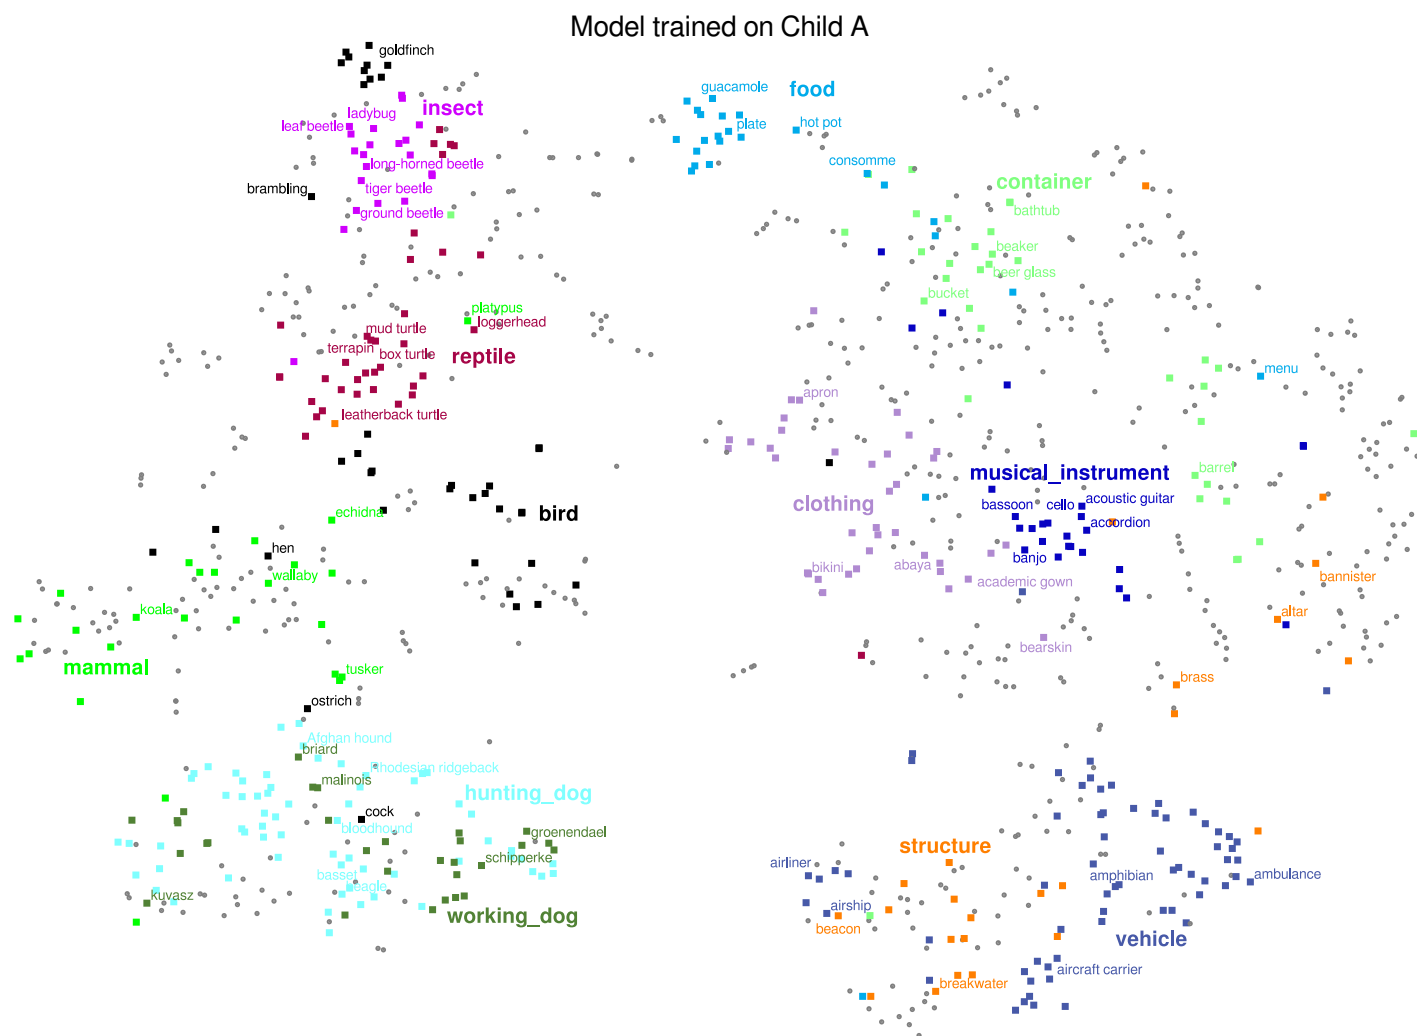 Model trained on Child A
goldfinch
guacamole
food
insect
ladybug
leaf beetle
plate
hot pot
long-horned beetle
consomme
brambling
tiger beetle
container
ground beetle
bathtub
beaker
beer glass
bucket
platypus
mud turtle
loggerhead
terrapin
box turtle
reptile
menu
apron
leatherback turtle
musical_instrument
barrel
clothing
bassoon
cello
acoustic guitar
echidna
bird
accordion
hen
banjo
wallaby
bikini
abaya
academic gown
bannister
koala
altar
bearskin
mammal
tusker
brass
ostrich
Afghan hound
briard
Rhodesian ridgeback
malinois
hunting_dog
cock
bloodhound
groenendael
structure
schipperke
airliner
basset
amphibian
ambulance
beagle
kuvasz
airship
working_dog
beacon
vehicle
aircraft carrier
breakwater